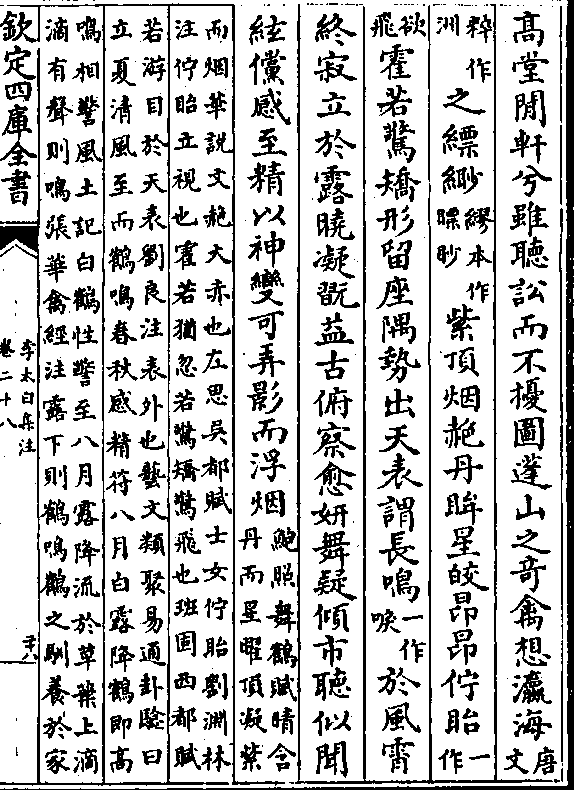 高堂閒軒兮雖聽訟而不擾圖蓬山之竒禽想瀛海唐文
粹作洲之縹緲繆本作瞟眇紫頂烟赩丹眸星皎昂昂佇眙一作
欲飛霍若驚矯形留座隅勢出天表謂長鳴一作唳於風霄
終寂立於露曉凝翫益古俯察愈妍舞疑傾市聽似聞
絃儻感至精以神變可弄影而浮烟鮑照舞鶴賦晴含丹而星曜頂凝紫
而烟華説文赩大赤也左思吳都賦士女佇眙劉淵林
注佇眙立視也霍若猶忽若驚矯驚飛也班固西都賦
若游目於天表劉良注表外也藝文類聚易通卦驗曰
立夏清風至而鶴鳴春秋感精符八月白露降鶴即高
鳴相警風土記白鶴性警至八月露降流於草葉上滴
滴有聲則鳴張華禽經注露下則鶴鳴鶴之馴養於家
欽定四庫全書
李太白集注
卷二十八